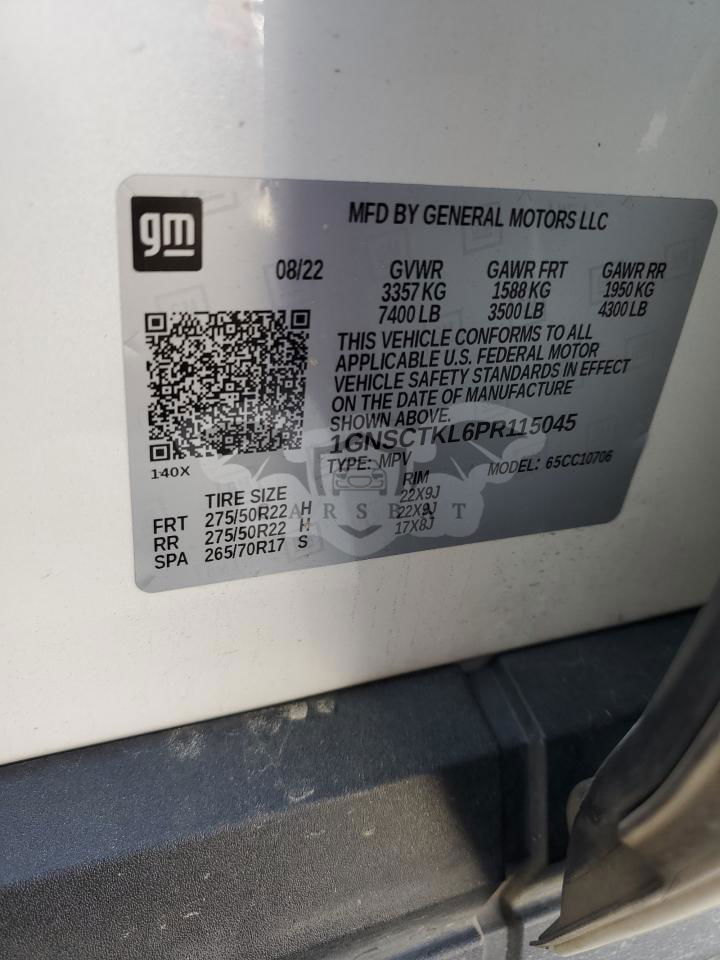 gm
MFD BY GENERAL MOTORS LLC
08/22 GVWR GAWR FRT GAWR RR
3357 KG 1588 KG 1950 KG
7400 LB 3500 LB 4300 LB
THIS VEHICLE CONFORMS TO ALL
APPLICABLE U.S. FEDERAL MOTOR
VEHICLE SAFETY STANDARDS IN EFFECT
ON THE DATE OF MANUFACTURE
SHOWN ABOVE.
1GNSCTKL6PR115045
TYPE: MPV MODEL: 65CC10706
140X
TIRE SIZE RIM
FRT 275/50R22 H 22X9J
RR 275/50R22 H 22X9J
SPA 265/70R17 S 17X8J